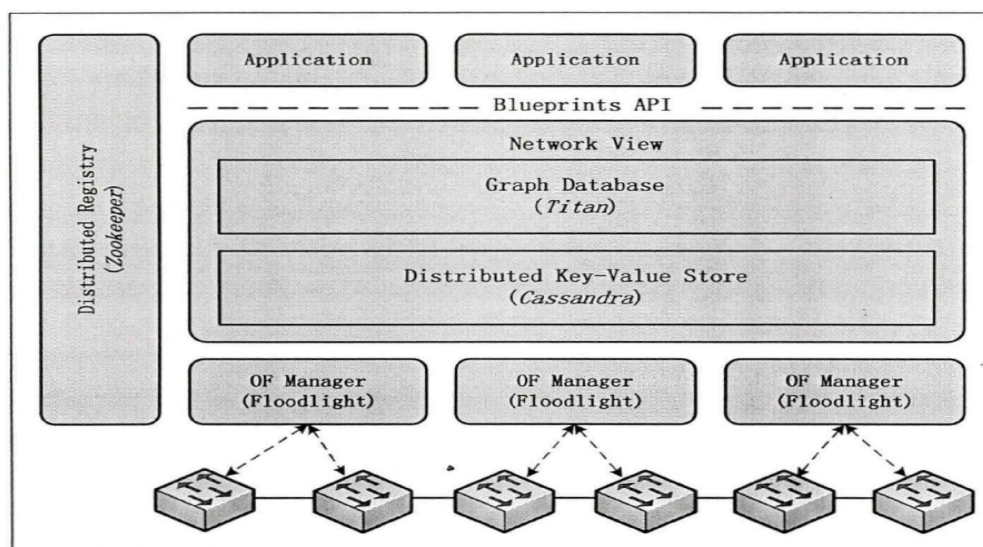 Distributed Registry
(Zookeeper)
Application
Application
Application
Blueprints API
Network View
Graph Database
(Titan)
Distributed Key-Value Store
(Cassandra)
OF Manager
(Floodlight)
OF Manager
(Floodlight)
OF Manager
(Floodlight)